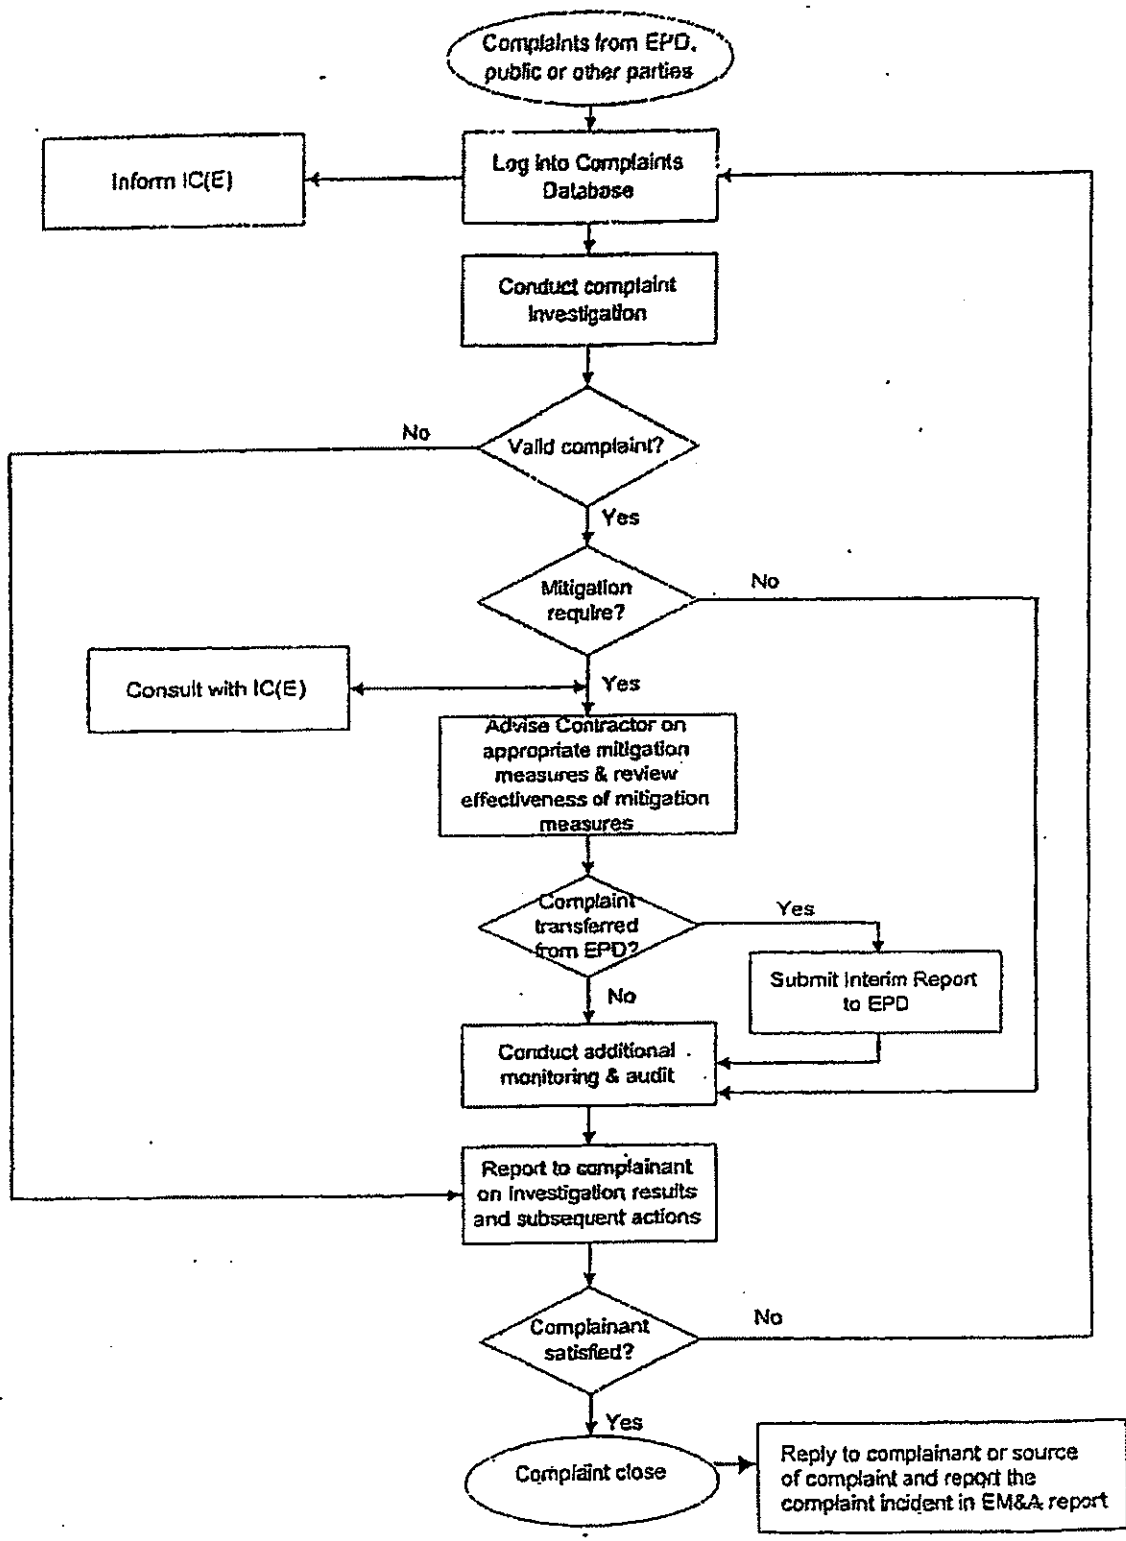 Complaints from EPD,
public or other parties
Inform IC(E)
Log into Complaints
Database
Conduct complaint
Investigation
No
Valid complaint?
Yes
Mitigation
require?
No
Consult with IC(E)
Yes
Advise Contractor on
appropriate mitigation
measures & review
effectiveness of mitigation
measures
Complaint
transferred
from EPD?
Yes
Submit Interim Report
to EPD
No
Conduct additional
monitoring & audit
Report to complainant
on investigation results
and subsequent actions
Complainant
satisfied?
No
Yes
Complaint close
Reply to complainant or source
of complaint and report the
complaint incident in EM&A report